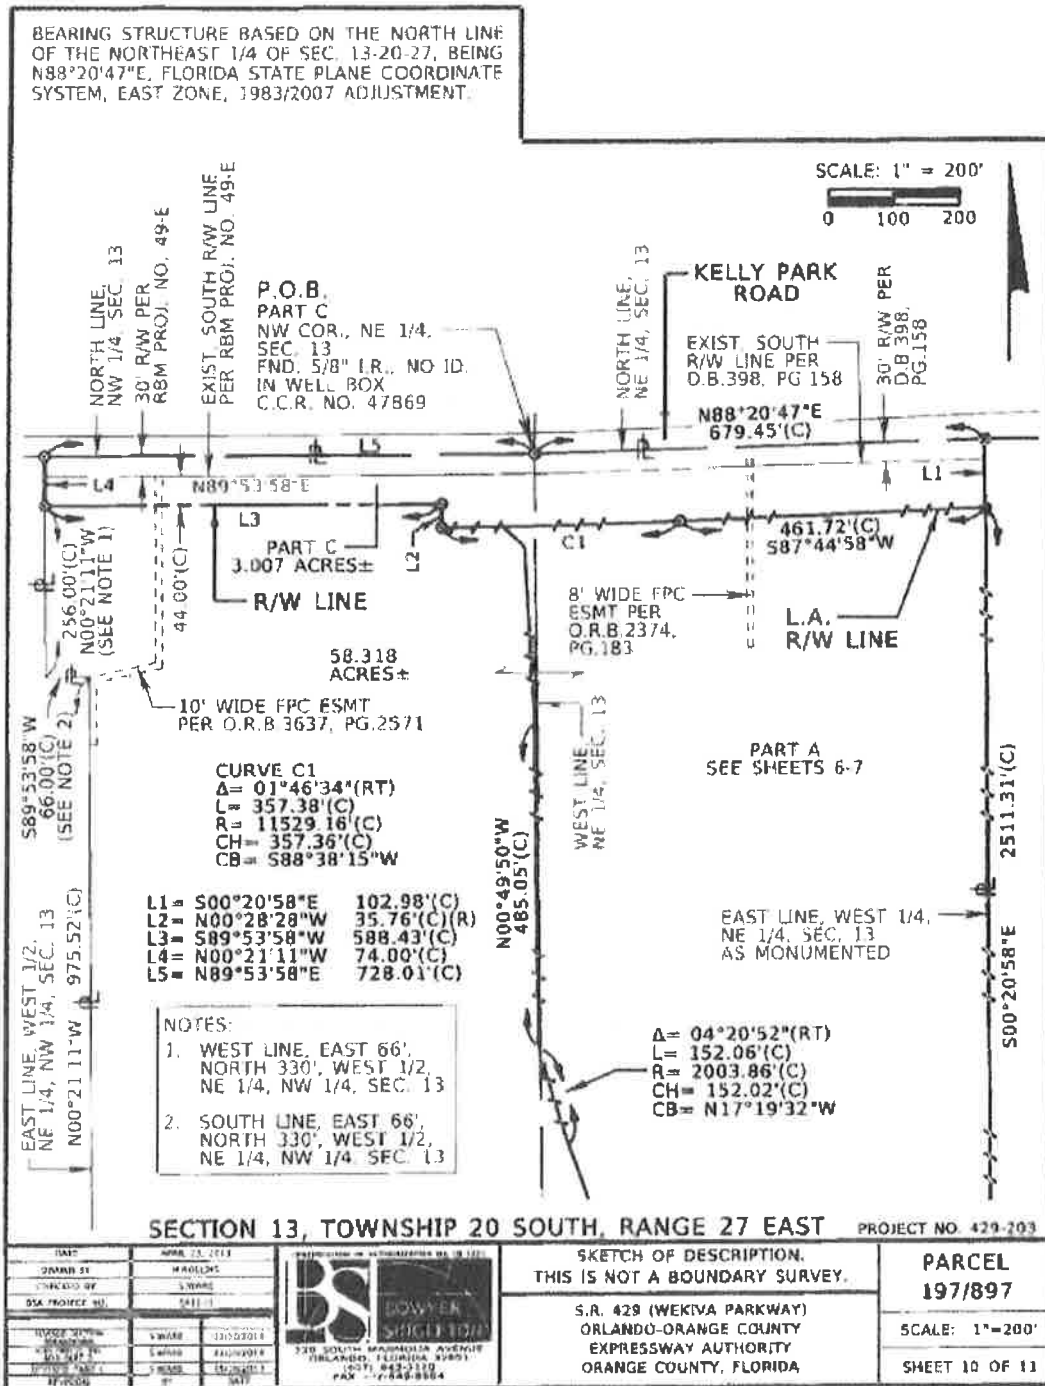 BEARING STRUCTURE BASED ON THE NORTH LINE
OF THE NORTHEAST 1/4 OF SEC. 13-20-27, BEING
N88°20'47"E, FLORIDA STATE PLANE COORDINATE
SYSTEM, EAST ZONE, 1983/2007 ADJUSTMENT.
SCALE: 1" = 200'
0 100 200
NORTH LINE,
NW 1/4, SEC. 13
30' R/W PER
RBM PROJ. NO. 49-E
EXIST. SOUTH R/W LINE
PER RBM PROJ. NO. 49-E
P.O.B.
PART C
NW COR., NE 1/4,
SEC. 13
FND. 5/8" I.R., NO ID.
IN WELL BOX
C.C.R. NO. 47869
NORTH LINE,
NE 1/4, SEC. 13
KELLY PARK
ROAD
EXIST. SOUTH
R/W LINE PER
D.B.398, PG 158
30' R/W PER
D.B 398,
PG.158
N88°20'47"E
679.45'(C)
L5
L4
N89°53'58"E
L3
L1
L2
C1
461.72'(C)
S87°44'58"W
PART C
3.007 ACRES±
R/W LINE
44.00'(C)
256.00'(C)
N00°21'11"W
(SEE NOTE 1)
8' WIDE FPC
ESMT PER
O.R.B.2374,
PG.183
L.A.
R/W LINE
58.318
ACRES±
10' WIDE FPC ESMT
PER O.R.B 3637, PG.2571
S89°53'58"W
66.00'(C)
(SEE NOTE 2)
WEST LINE,
NE 1/4, SEC. 13
PART A
SEE SHEETS 6-7
CURVE C1
Δ= 01°46'34"(RT)
L= 357.38'(C)
R= 11529.16'(C)
CH= 357.36'(C)
CB= S88°38'15"W
N00°49'50"W
485.05'(C)
2511.31'(C)
S00°20'58"E
L1= S00°20'58"E 102.98'(C)
L2= N00°28'28"W 35.76'(C)(R)
L3= S89°53'58"W 588.43'(C)
L4= N00°21'11"W 74.00'(C)
L5= N89°53'58"E 728.01'(C)
EAST LINE, WEST 1/4,
NE 1/4, SEC. 13
AS MONUMENTED
EAST LINE, WEST 1/2,
NE 1/4, NW 1/4, SEC. 13
N00°21'11"W 975.52'(C)
NOTES:
1. WEST LINE, EAST 66',
NORTH 330', WEST 1/2,
NE 1/4, NW 1/4, SEC. 13
2. SOUTH LINE, EAST 66',
NORTH 330', WEST 1/2,
NE 1/4, NW 1/4, SEC. 13
Δ= 04°20'52"(RT)
L= 152.06'(C)
R= 2003.86'(C)
CH= 152.02'(C)
CB= N17°19'32"W
SECTION 13, TOWNSHIP 20 SOUTH, RANGE 27 EAST
PROJECT NO. 429-203
DATE
APRIL 23, 2013
REVISION BY DATE
DS
BOWYER
SINGLETON
ORLANDO, FLORIDA
SKETCH OF DESCRIPTION.
THIS IS NOT A BOUNDARY SURVEY.
S.R. 429 (WEKIVA PARKWAY)
ORLANDO-ORANGE COUNTY
EXPRESSWAY AUTHORITY
ORANGE COUNTY, FLORIDA
PARCEL
197/897
SCALE: 1"=200'
SHEET 10 OF 11